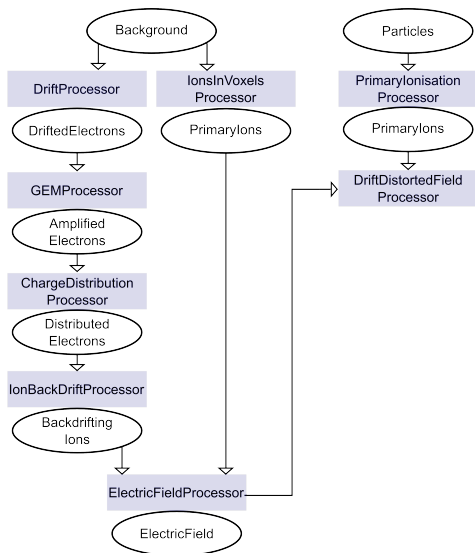 Background
Particles
DriftProcessor
IonsInVoxels
Processor
PrimaryIonisation
Processor
DriftedElectrons
PrimaryIons
PrimaryIons
GEMProcessor
DriftDistortedField
Processor
Amplified
Electrons
ChargeDistribution
Processor
Distributed
Electrons
IonBackDriftProcessor
Backdrifting
Ions
ElectricFieldProcessor
ElectricField